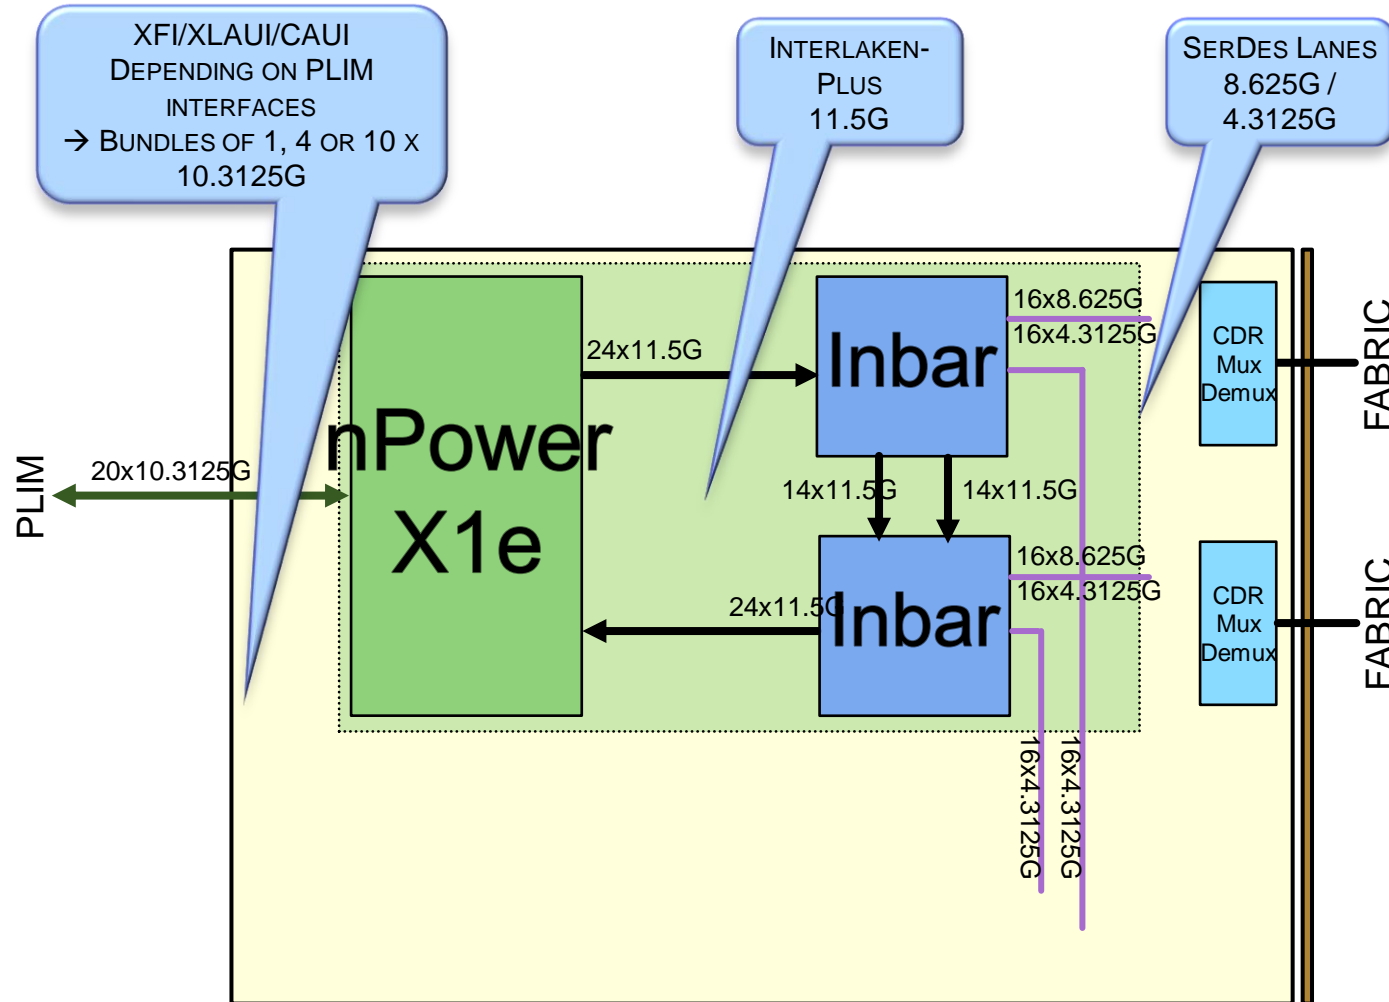 XFI/XLAUI/CAUI
DEPENDING ON PLIM
INTERFACES
→ BUNDLES OF 1, 4 OR 10 X
10.3125G
INTERLAKEN-
PLUS
11.5G
SERDES LANES
8.625G /
4.3125G
PLIM
20x10.3125G
nPower
X1e
24x11.5G
Inbar
16x8.625G
16x4.3125G
CDR
Mux
Demux
FABRIC
14x11.5G
14x11.5G
24x11.5G
Inbar
16x8.625G
16x4.3125G
CDR
Mux
Demux
FABRIC
16x4.3125G
16x4.3125G